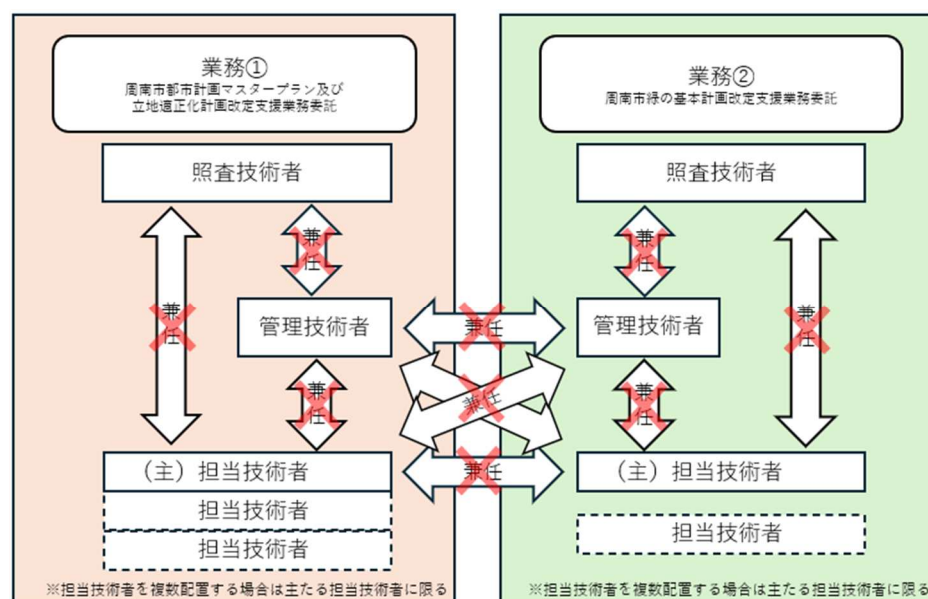 業務①
周南市都市計画マスタープラン及び
立地適正化計画改定支援業務委託
照査技術者
兼任
兼任
管理技術者
兼任
（主）担当技術者
担当技術者
担当技術者
※担当技術者を複数配置する場合は主たる担当技術者に限る
兼任
兼任
兼任
業務②
周南市緑の基本計画改定支援業務委託
照査技術者
兼任
兼任
管理技術者
兼任
（主）担当技術者
担当技術者
※担当技術者を複数配置する場合は主たる担当技術者に限る